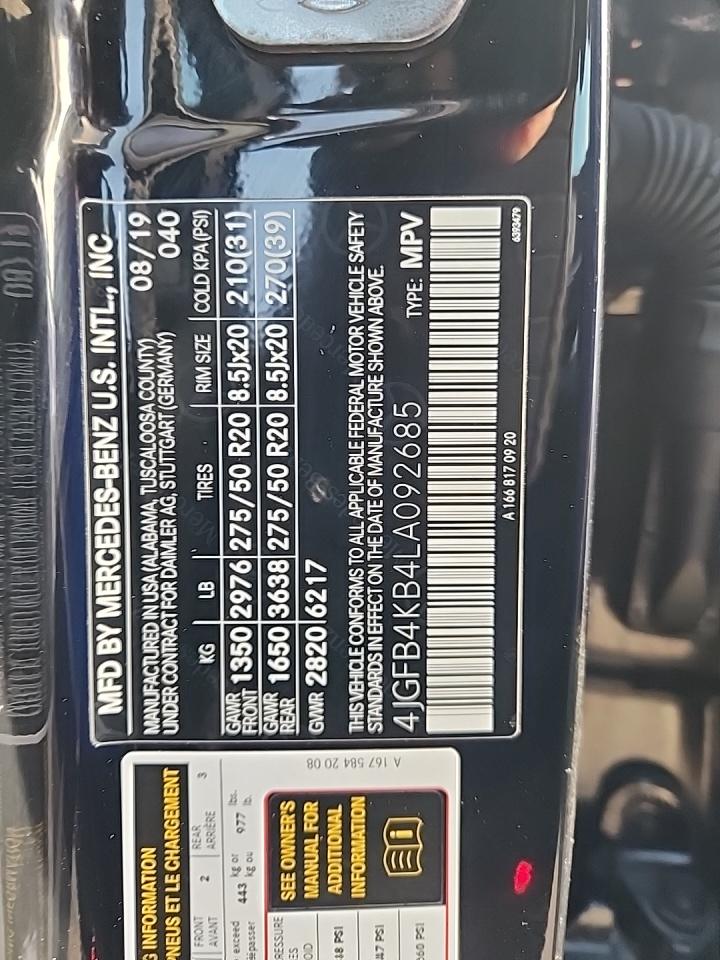 MFD BY MERCEDES-BENZ U.S. INTL., INC
MANUFACTURED IN USA (ALABAMA, TUSCALOOSA COUNTY) 08/19
UNDER CONTRACT FOR DAIMLER AG, STUTTGART (GERMANY) 040
KG LB TIRES RIM SIZE COLD KPA (PSI)
GAWR FRONT 1350 2976 275/50 R20 8.5Jx20 210(31)
GAWR REAR 1650 3638 275/50 R20 8.5Jx20 270(39)
GVWR 2820 6217
THIS VEHICLE CONFORMS TO ALL APPLICABLE FEDERAL MOTOR VEHICLE SAFETY
STANDARDS IN EFFECT ON THE DATE OF MANUFACTURE SHOWN ABOVE.
4JGFB4KB4LA092685 TYPE: MPV
6393479
A 166 817 09 20
INFORMATION
PNEUS ET LE CHARGEMENT
FRONT 2 REAR 3
AVANT ARRIÈRE
exceed 443 kg or 977 lbs.
kg ou lb.
A 167 584 20 08
SEE OWNER'S
MANUAL FOR
ADDITIONAL
INFORMATION
PSI
PSI
PSI